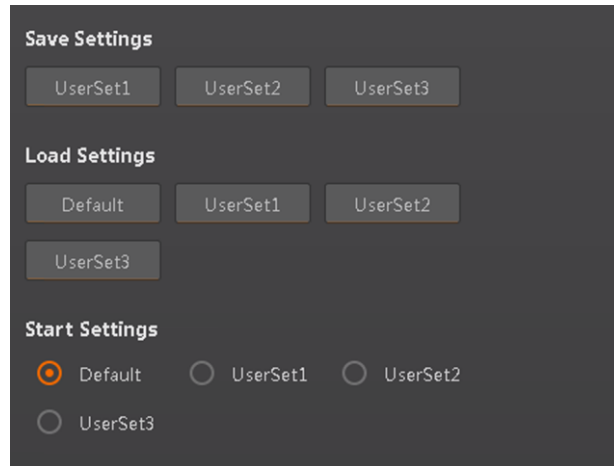 Save Settings
UserSet1 UserSet2 UserSet3
Load Settings
Default UserSet1 UserSet2
UserSet3
Start Settings
Default UserSet1 UserSet2
UserSet3